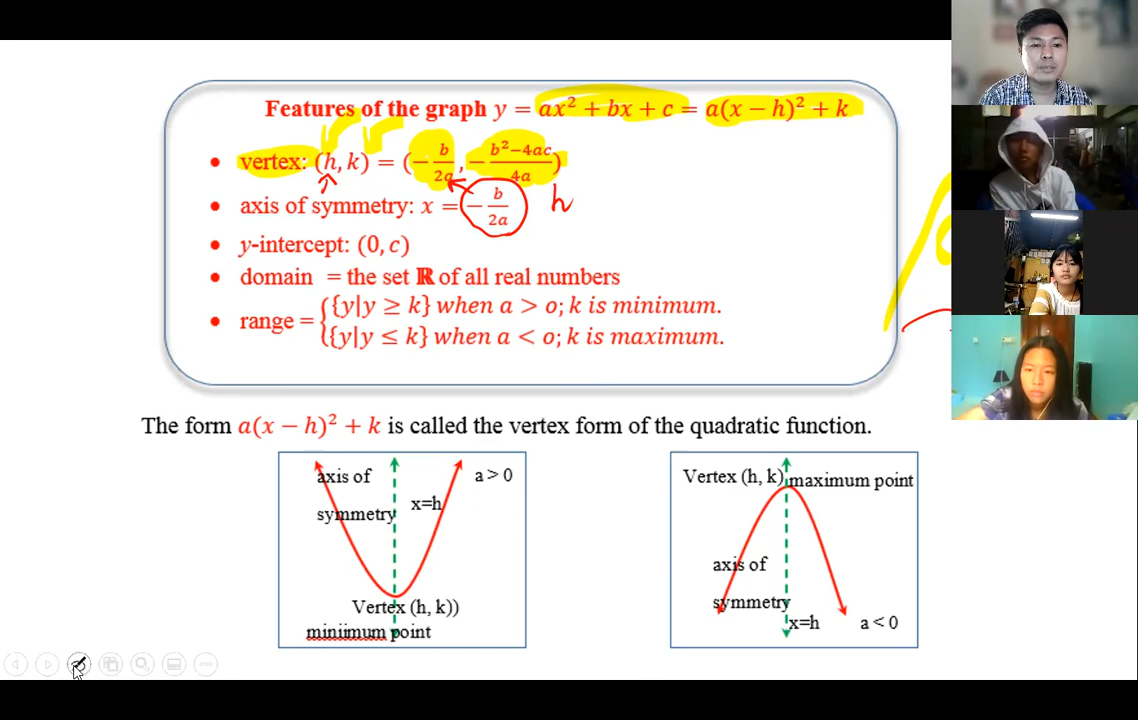 Features of the graph y = ax² + bx + c = a(x − h)² + k
• vertex: (h, k) = (− b/2a, − b²−4ac/4a)
• axis of symmetry: x = − b/2a h
• y-intercept: (0, c)
• domain = the set ℝ of all real numbers
• range = { {y|y ≥ k} when a > o; k is minimum.
{y|y ≤ k} when a < o; k is maximum.
The form a(x − h)² + k is called the vertex form of the quadratic function.
axis of
symmetry
x=h
a > 0
Vertex (h, k))
miniimum point
Vertex (h, k)
maximum point
axis of
symmetry
x=h
a < 0